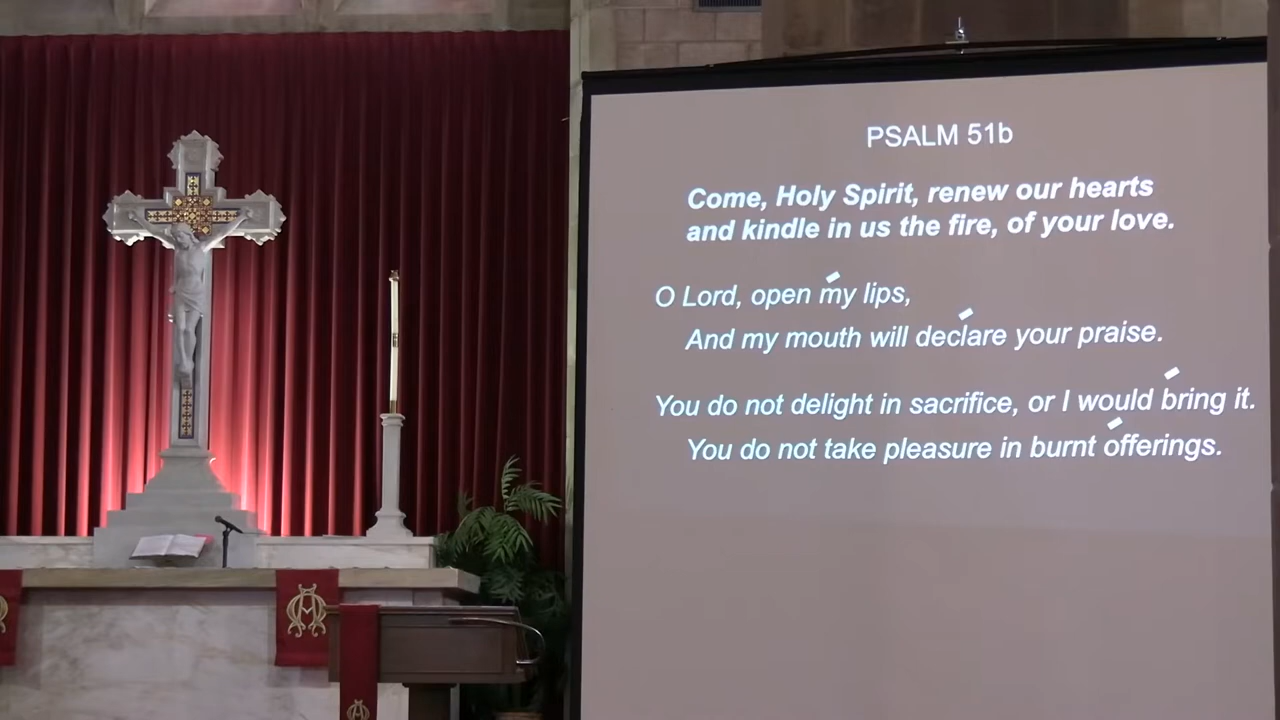 PSALM 51b
Come, Holy Spirit, renew our hearts
and kindle in us the fire, of your love.
O Lord, open my lips,
And my mouth will declare your praise.
You do not delight in sacrifice, or I would bring it.
You do not take pleasure in burnt offerings.